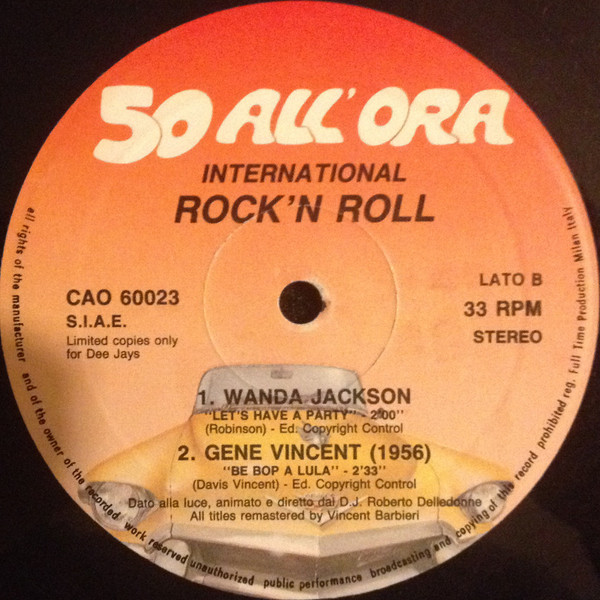 50 ALL' ORA
INTERNATIONAL
ROCK'N ROLL
LATO B
CAO 60023
33 RPM
S.I.A.E.
STEREO
Limited copies only
for Dee Jays
1. WANDA JACKSON
"LET'S HAVE A PARTY" - 2'00"
(Robinson) - Ed. Copyright Control
2. GENE VINCENT (1956)
"BE BOP A LULA" - 2'33"
(Davis Vincent) - Ed. Copyright Control
Dato alla luce, animato e diretto dal D.J. Roberto Delledonne
All titles remastered by Vincent Barbieri
all rights of the manufacturer and of the owner of the recorded work reserved unauthorized public performance broadcasting and copying of this record prohibited reg. Full Time Production Milan Italy